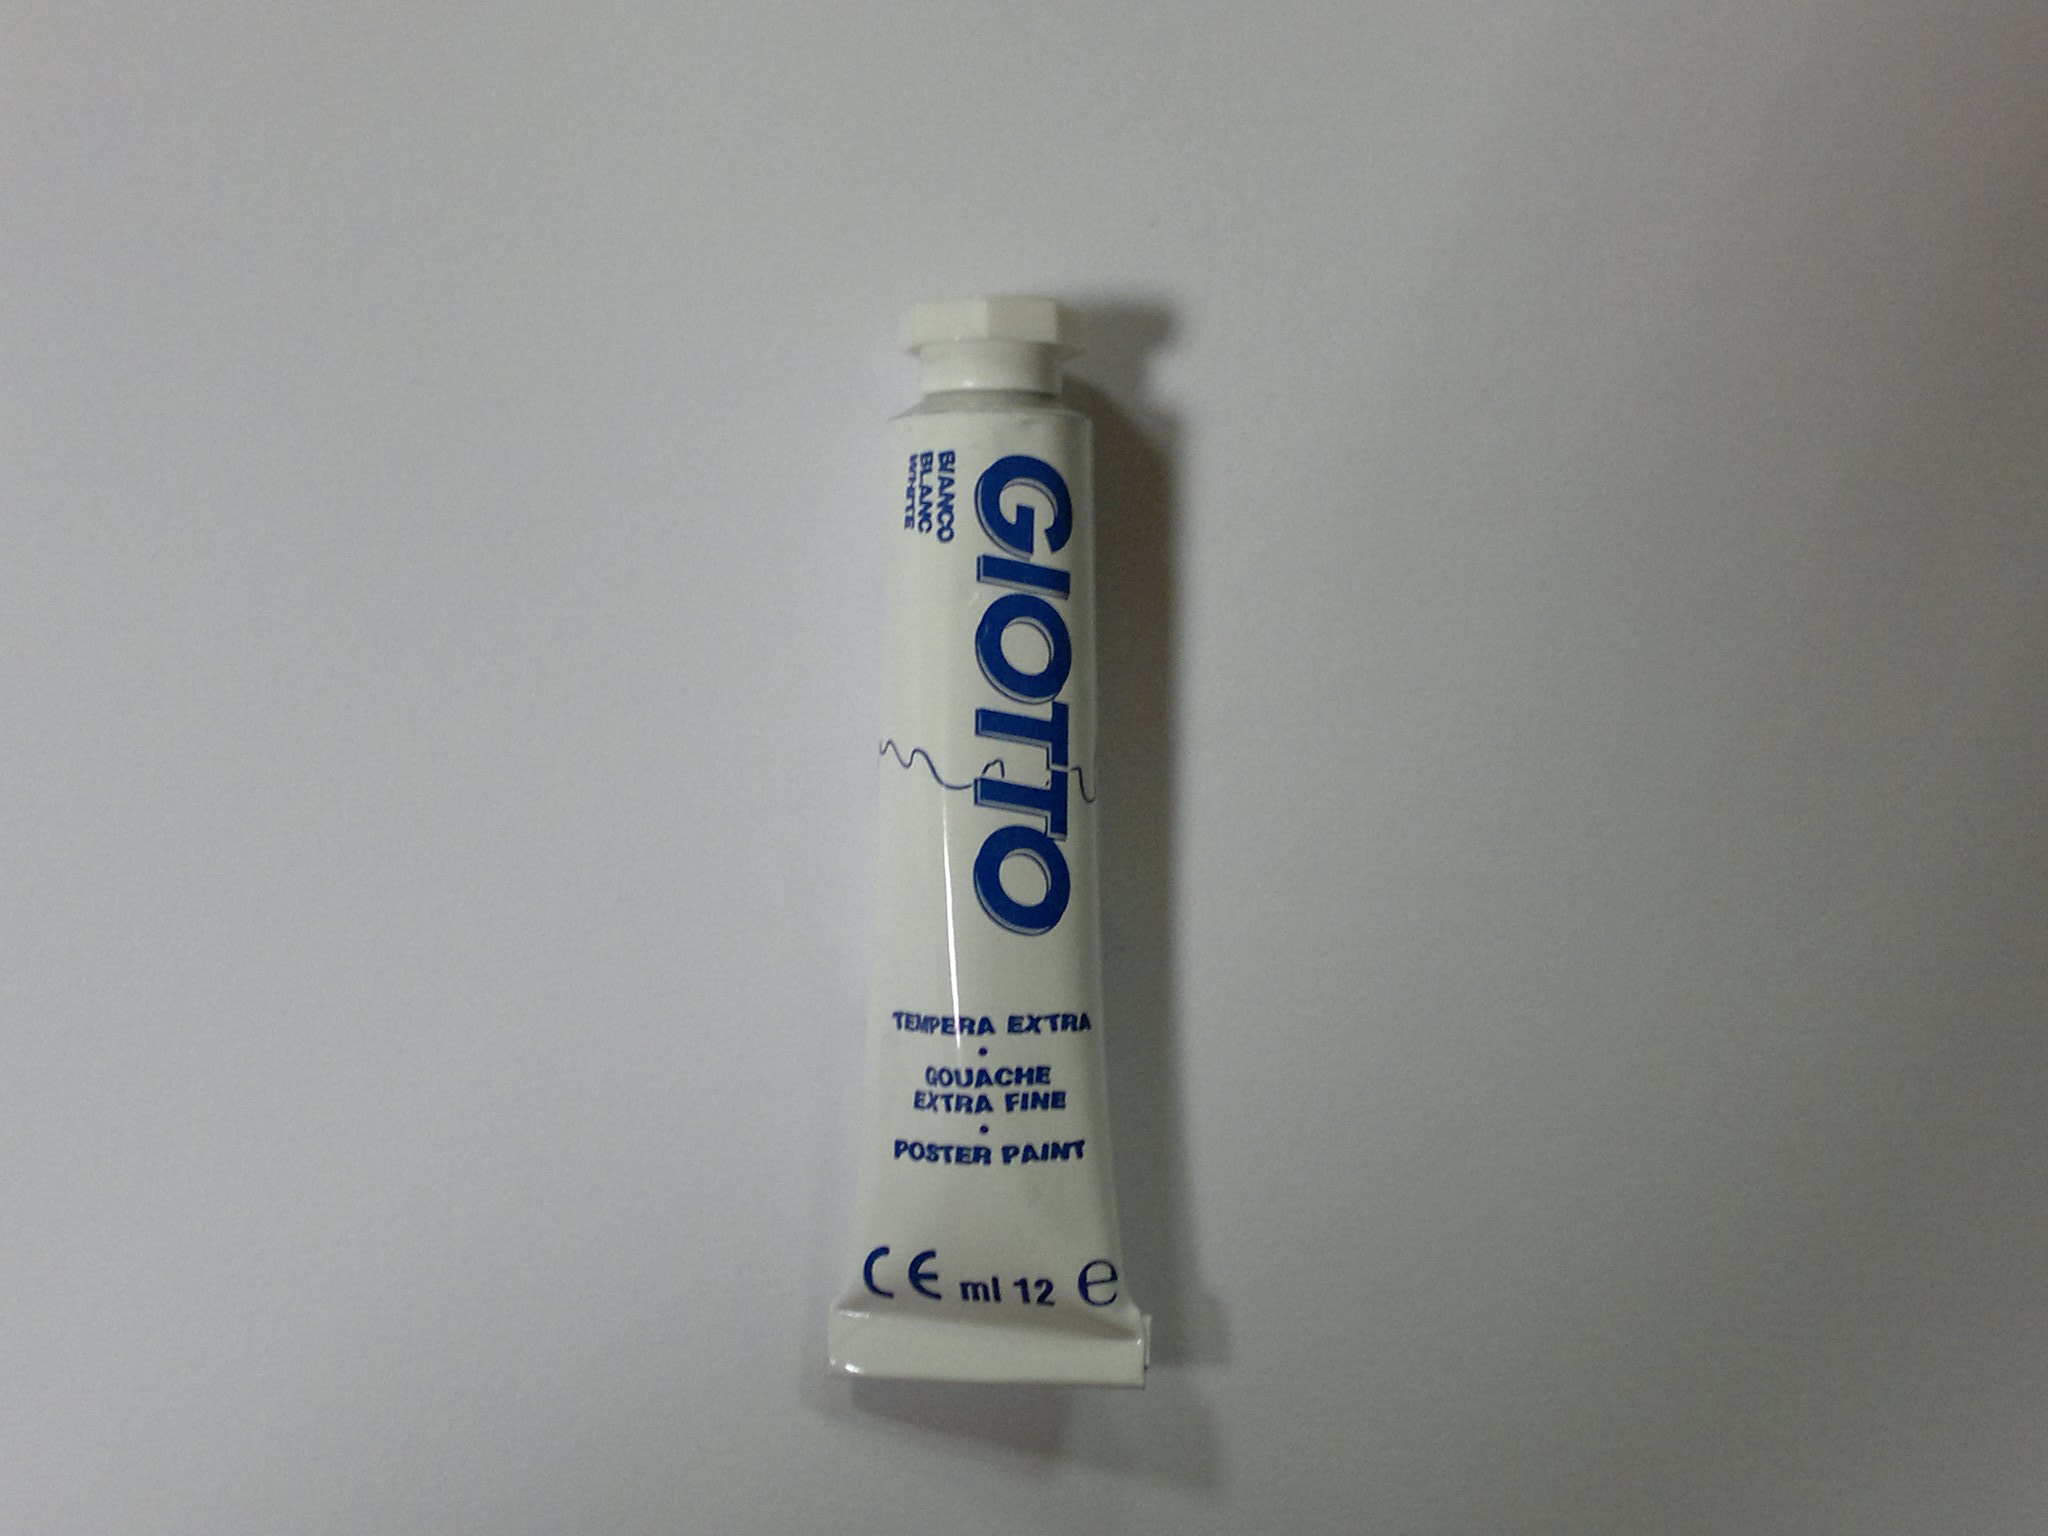 GIOTTO
BIANCO
BLANC
WHITE
TEMPERA EXTRA
•
GOUACHE
EXTRA FINE
•
POSTER PAINT
CE ml 12 e